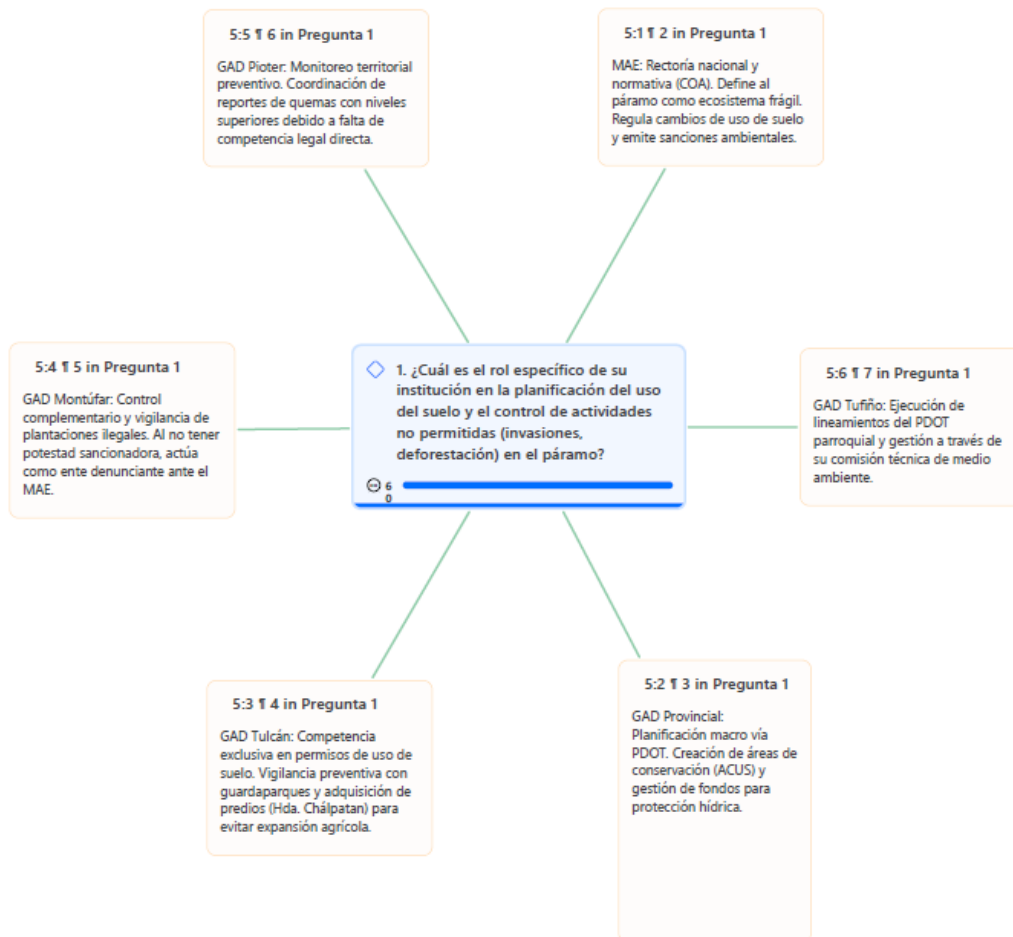 5:5 ¶ 6 in Pregunta 1
GAD Pioter: Monitoreo territorial
preventivo. Coordinación de
reportes de quemas con niveles
superiores debido a falta de
competencia legal directa.
5:1 ¶ 2 in Pregunta 1
MAE: Rectoría nacional y
normativa (COA). Define al
páramo como ecosistema frágil.
Regula cambios de uso de suelo
y emite sanciones ambientales.
5:4 ¶ 5 in Pregunta 1
GAD Montúfar: Control
complementario y vigilancia de
plantaciones ilegales. Al no tener
potestad sancionadora, actúa
como ente denunciante ante el
MAE.
1. ¿Cuál es el rol específico de su
institución en la planificación del uso
del suelo y el control de actividades
no permitidas (invasiones,
deforestación) en el páramo?
6
0
5:6 ¶ 7 in Pregunta 1
GAD Tufiño: Ejecución de
lineamientos del PDOT
parroquial y gestión a través de
su comisión técnica de medio
ambiente.
5:3 ¶ 4 in Pregunta 1
GAD Tulcán: Competencia
exclusiva en permisos de uso de
suelo. Vigilancia preventiva con
guardaparques y adquisición de
predios (Hda. Chálpatan) para
evitar expansión agrícola.
5:2 ¶ 3 in Pregunta 1
GAD Provincial:
Planificación macro vía
PDOT. Creación de áreas de
conservación (ACUS) y
gestión de fondos para
protección hídrica.